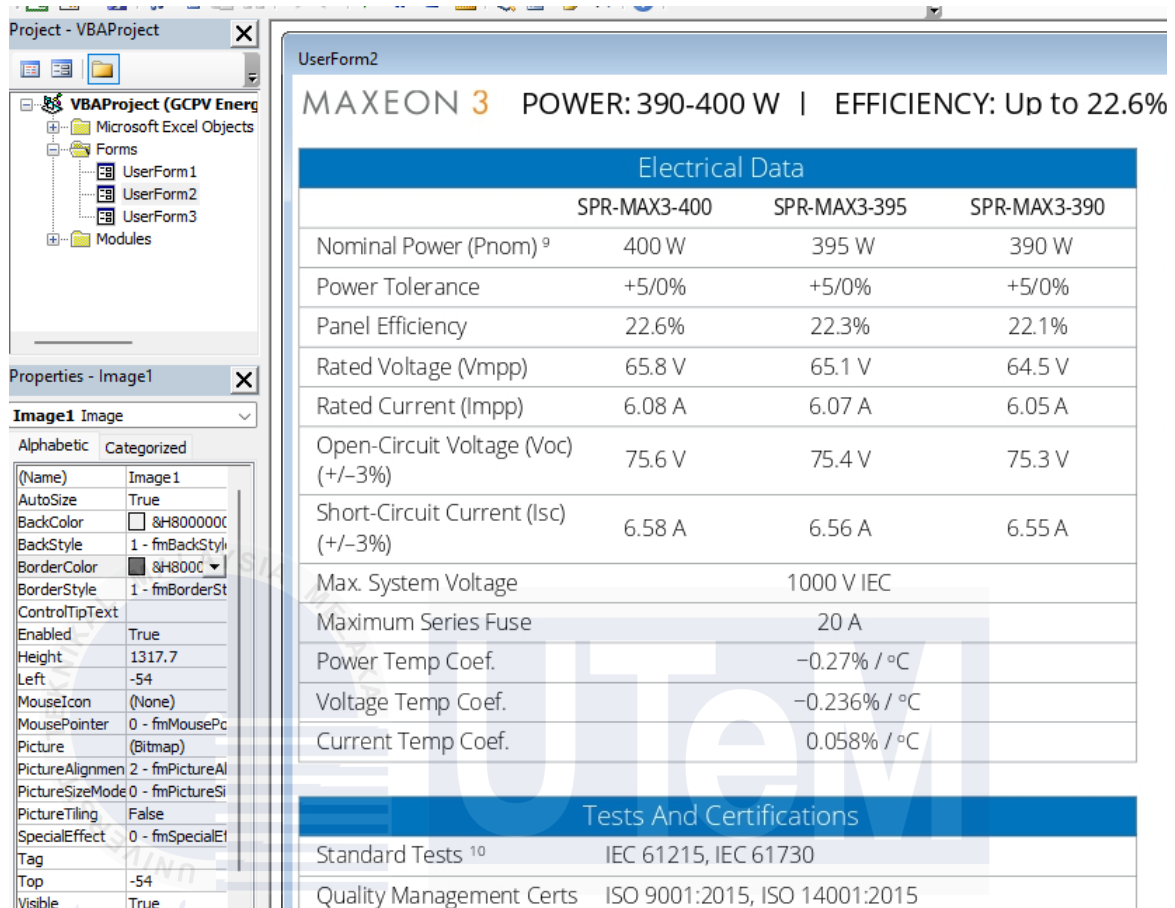 Project - VBAProject
VBAProject (GCPV Energ
Microsoft Excel Objects
Forms
UserForm1
UserForm2
UserForm3
Modules
Properties - Image1
Image1 Image
Alphabetic Categorized
(Name) Image1
AutoSize True
BackColor &H8000000
BackStyle 1 - fmBackStyl
BorderColor &H8000
BorderStyle 1 - fmBorderSt
ControlTipText
Enabled True
Height 1317.7
Left -54
MouseIcon (None)
MousePointer 0 - fmMousePo
Picture (Bitmap)
PictureAlignmen 2 - fmPictureAl
PictureSizeMode 0 - fmPictureSi
PictureTiling False
SpecialEffect 0 - fmSpecialEf
Tag
Top -54
Visible True
UserForm2
MAXEON 3 POWER: 390-400 W | EFFICIENCY: Up to 22.6%
Electrical Data
SPR-MAX3-400 SPR-MAX3-395 SPR-MAX3-390
Nominal Power (Pnom) ⁹ 400 W 395 W 390 W
Power Tolerance +5/0% +5/0% +5/0%
Panel Efficiency 22.6% 22.3% 22.1%
Rated Voltage (Vmpp) 65.8 V 65.1 V 64.5 V
Rated Current (Impp) 6.08 A 6.07 A 6.05 A
Open-Circuit Voltage (Voc)
(+/−3%) 75.6 V 75.4 V 75.3 V
Short-Circuit Current (Isc)
(+/−3%) 6.58 A 6.56 A 6.55 A
Max. System Voltage 1000 V IEC
Maximum Series Fuse 20 A
Power Temp Coef. −0.27% / °C
Voltage Temp Coef. −0.236% / °C
Current Temp Coef. 0.058% / °C
Tests And Certifications
Standard Tests ¹⁰ IEC 61215, IEC 61730
Quality Management Certs ISO 9001:2015, ISO 14001:2015
UTeM